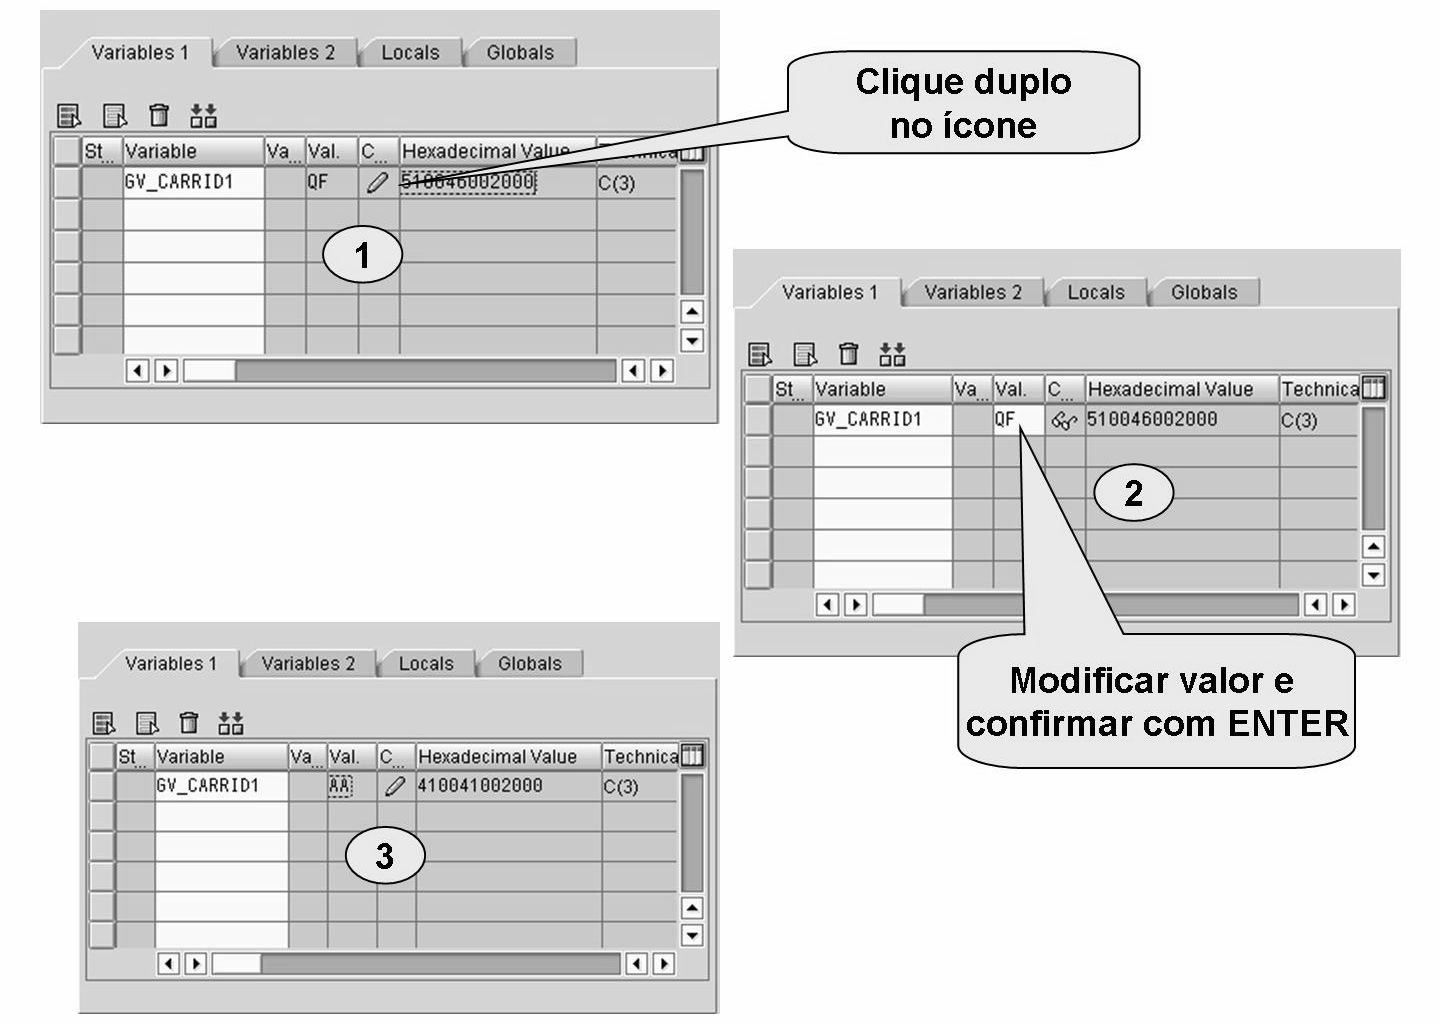 Variables 1 Variables 2 Locals Globals
St... Variable Va... Val. C... Hexadecimal Value Technica
GV_CARRID1 QF 510046002000 C(3)
1
Clique duplo
no ícone
Variables 1 Variables 2 Locals Globals
St... Variable Va... Val. C... Hexadecimal Value Technica
GV_CARRID1 QF 510046002000 C(3)
2
Modificar valor e
confirmar com ENTER
Variables 1 Variables 2 Locals Globals
St... Variable Va... Val. C... Hexadecimal Value Technica
GV_CARRID1 AA 410041002000 C(3)
3